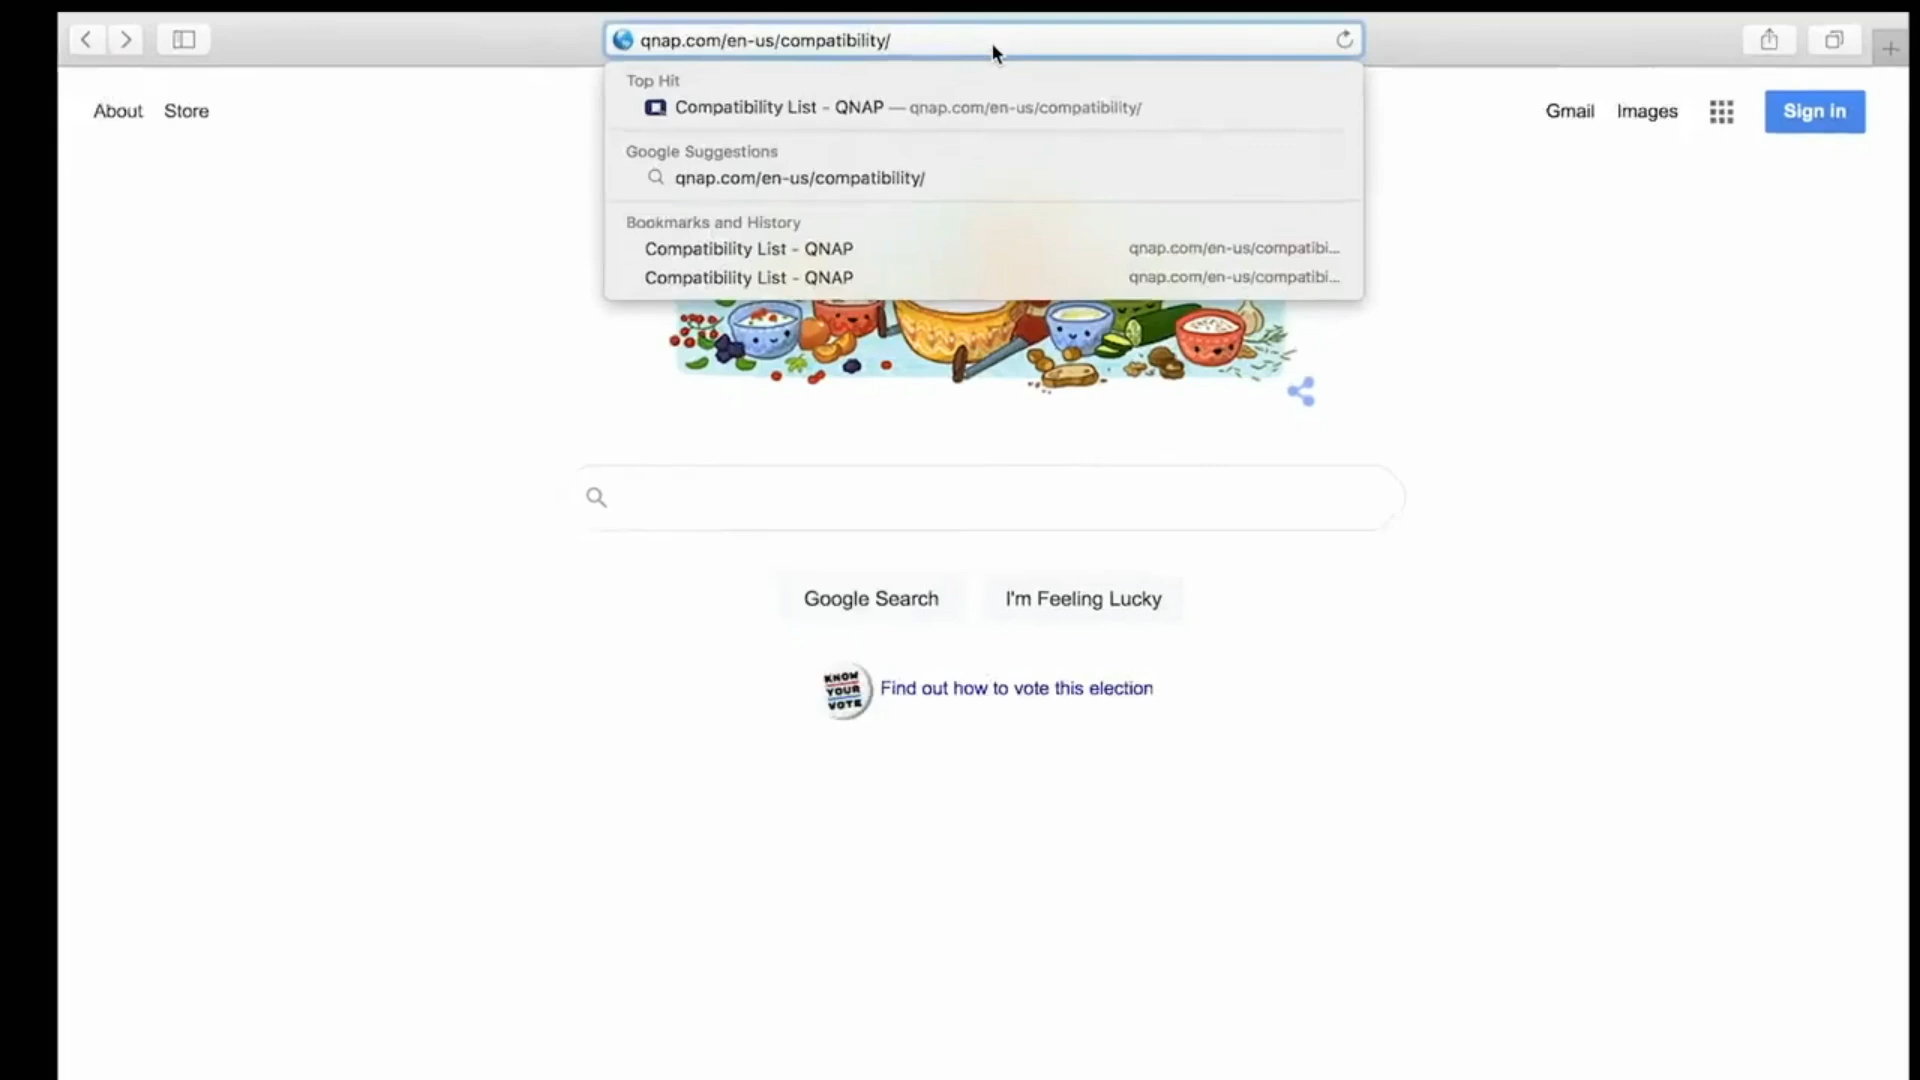 qnap.com/en-us/compatibility/
Top Hit
Compatibility List - QNAP — qnap.com/en-us/compatibility/
About Store
Gmail Images Sign in
Google Suggestions
qnap.com/en-us/compatibility/
Bookmarks and History
Compatibility List - QNAP qnap.com/en-us/compatibi...
Compatibility List - QNAP qnap.com/en-us/compatibi...
Google Search I'm Feeling Lucky
KNOW
YOUR
VOTE
Find out how to vote this election